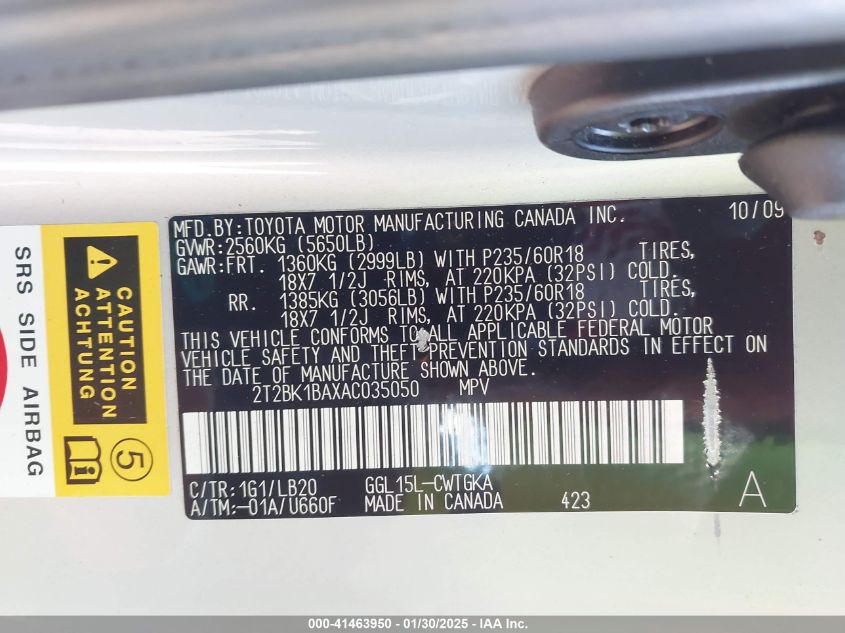 SRS SIDE AIRBAG
CAUTION
ATTENTION
ACHTUNG
5
MFD.BY:TOYOTA MOTOR MANUFACTURING CANADA INC. 10/09
GVWR:2560KG (5650LB)
GAWR:FRT. 1360KG (2999LB) WITH P235/60R18 TIRES,
18X7 1/2J RIMS, AT 220KPA (32PSI) COLD.
RR. 1385KG (3056LB) WITH P235/60R18 TIRES,
18X7 1/2J RIMS, AT 220KPA (32PSI) COLD.
THIS VEHICLE CONFORMS TO ALL APPLICABLE FEDERAL MOTOR
VEHICLE SAFETY AND THEFT PREVENTION STANDARDS IN EFFECT ON
THE DATE OF MANUFACTURE SHOWN ABOVE.
2T2BK1BAXAC035050 MPV
C/TR:1G1/LB20 GGL15L-CWTGKA
A/TM:-01A/U660F MADE IN CANADA 423 A
000-41463950 - 01/30/2025 - IAA Inc.